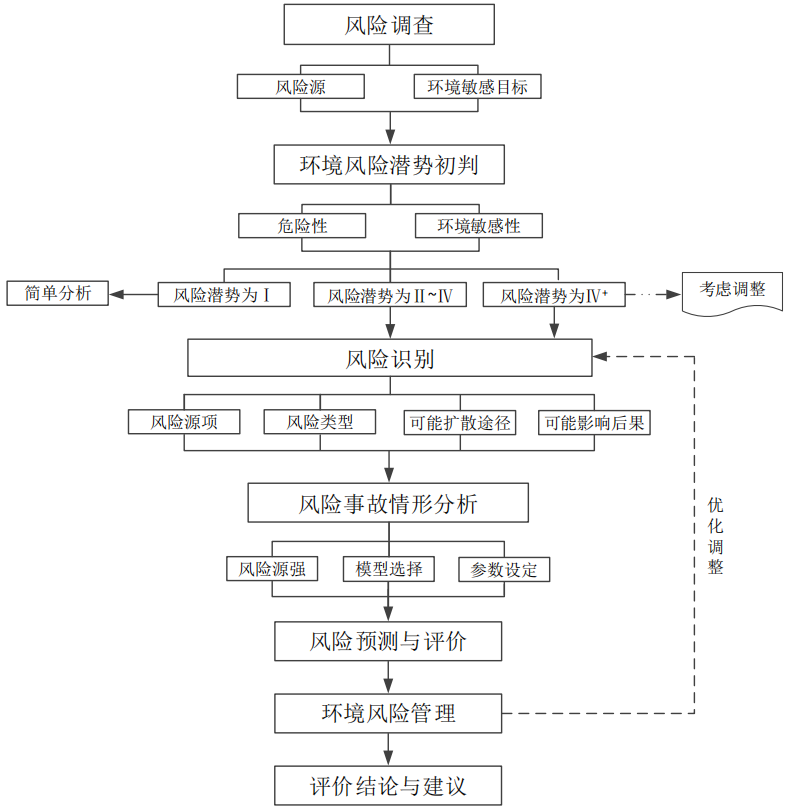 风险调查
风险源
环境敏感目标
环境风险潜势初判
危险性
环境敏感性
简单分析
风险潜势为Ⅰ
风险潜势为Ⅱ~Ⅳ
风险潜势为Ⅳ⁺
考虑调整
风险识别
风险源项
风险类型
可能扩散途径
可能影响后果
风险事故情形分析
优化调整
风险源强
模型选择
参数设定
风险预测与评价
环境风险管理
评价结论与建议